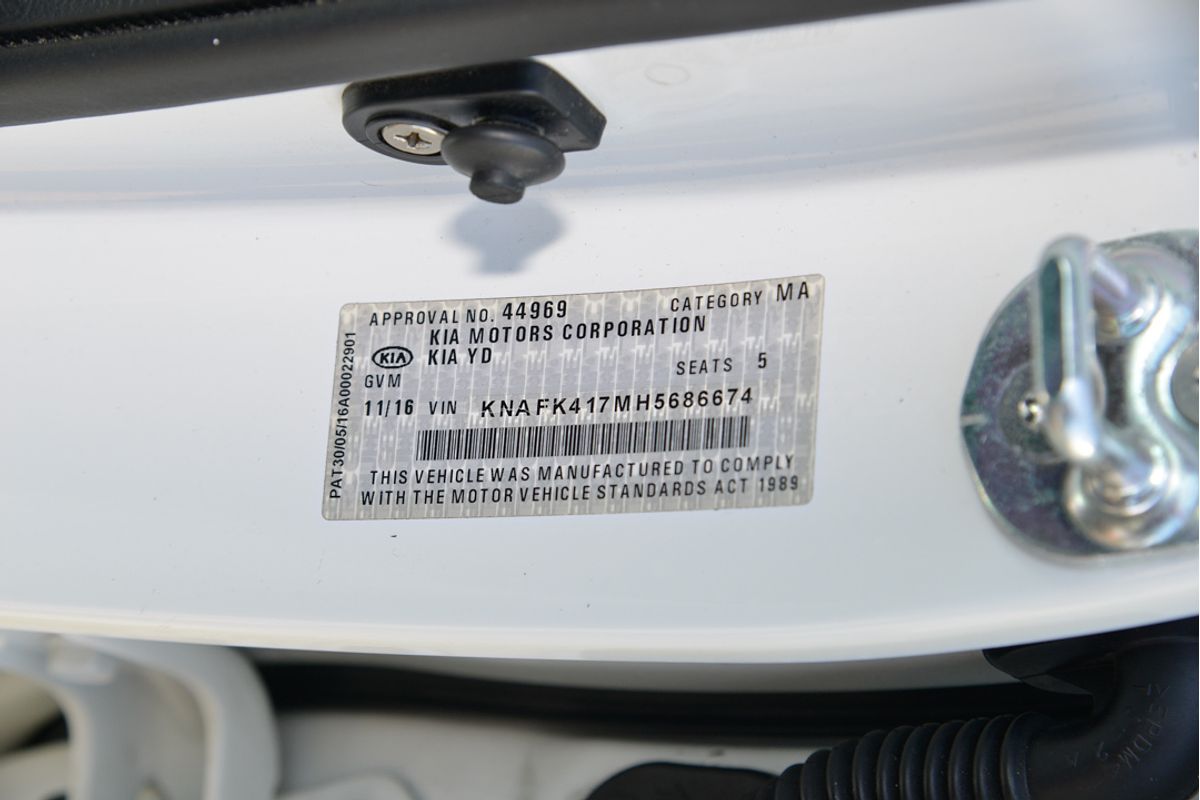 APPROVAL NO. 44969 CATEGORY MA
KIA MOTORS CORPORATION
KIA KIA YD
SEATS 5
GVM
11/16 VIN KNAFK417MH5686674
THIS VEHICLE WAS MANUFACTURED TO COMPLY
WITH THE MOTOR VEHICLE STANDARDS ACT 1989
PAT30/05/16A00022901